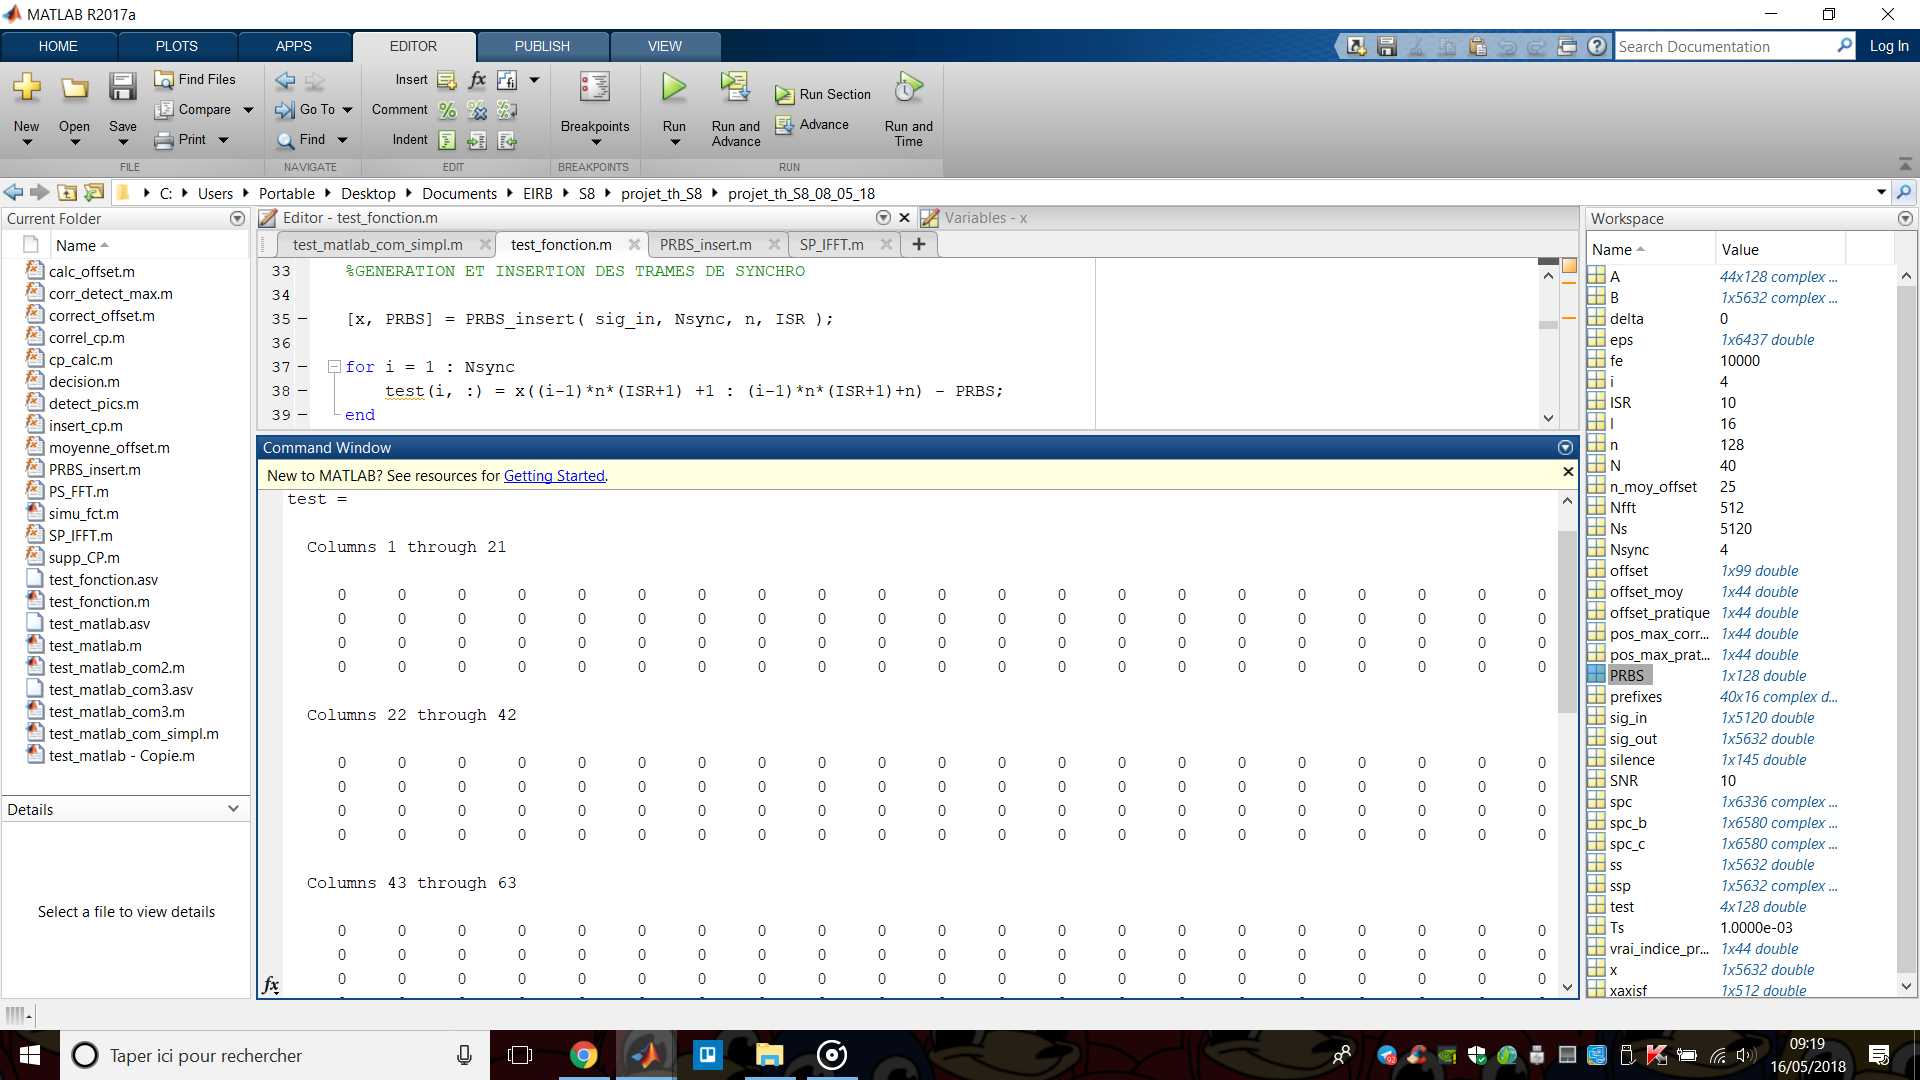 MATLAB R2017a
HOME PLOTS APPS EDITOR PUBLISH VIEW
Search Documentation
Log In
New
Open
Save
Find Files
Compare
Print
Go To
Find
Insert
Comment
Indent
Breakpoints
Run
Run and Advance
Run Section
Advance
Run and Time
FILE NAVIGATE EDIT BREAKPOINTS RUN
C: Users Portable Desktop Documents EIRB S8 projet_th_S8 projet_th_S8_08_05_18
Current Folder
Name
calc_offset.m
corr_detect_max.m
correct_offset.m
correl_cp.m
cp_calc.m
decision.m
detect_pics.m
insert_cp.m
moyenne_offset.m
PRBS_insert.m
PS_FFT.m
simu_fct.m
SP_IFFT.m
supp_CP.m
test_fonction.asv
test_fonction.m
test_matlab.asv
test_matlab.m
test_matlab_com2.m
test_matlab_com3.asv
test_matlab_com3.m
test_matlab_com_simpl.m
test_matlab - Copie.m
Details
Select a file to view details
Editor - test_fonction.m
Variables - x
test_matlab_com_simpl.m test_fonction.m PRBS_insert.m SP_IFFT.m
33 %GENERATION ET INSERTION DES TRAMES DE SYNCHRO
34
35 – [x, PRBS] = PRBS_insert( sig_in, Nsync, n, ISR );
36
37 – for i = 1 : Nsync
38 – test(i, :) = x((i-1)*n*(ISR+1) +1 : (i-1)*n*(ISR+1)+n) - PRBS;
39 – end
Command Window
New to MATLAB? See resources for Getting Started.
test =
Columns 1 through 21
0 0 0 0 0 0 0 0 0 0 0 0 0 0 0 0 0 0 0 0 0
0 0 0 0 0 0 0 0 0 0 0 0 0 0 0 0 0 0 0 0 0
0 0 0 0 0 0 0 0 0 0 0 0 0 0 0 0 0 0 0 0 0
0 0 0 0 0 0 0 0 0 0 0 0 0 0 0 0 0 0 0 0 0
Columns 22 through 42
0 0 0 0 0 0 0 0 0 0 0 0 0 0 0 0 0 0 0 0 0
0 0 0 0 0 0 0 0 0 0 0 0 0 0 0 0 0 0 0 0 0
0 0 0 0 0 0 0 0 0 0 0 0 0 0 0 0 0 0 0 0 0
0 0 0 0 0 0 0 0 0 0 0 0 0 0 0 0 0 0 0 0 0
Columns 43 through 63
0 0 0 0 0 0 0 0 0 0 0 0 0 0 0 0 0 0 0 0 0
0 0 0 0 0 0 0 0 0 0 0 0 0 0 0 0 0 0 0 0 0
0 0 0 0 0 0 0 0 0 0 0 0 0 0 0 0 0 0 0 0 0
fx
Workspace
Name Value
A 44x128 complex ...
B 1x5632 complex ...
delta 0
eps 1x6437 double
fe 10000
i 4
ISR 10
l 16
n 128
N 40
n_moy_offset 25
Nfft 512
Ns 5120
Nsync 4
offset 1x99 double
offset_moy 1x44 double
offset_pratique 1x44 double
pos_max_corr... 1x44 double
pos_max_prat... 1x44 double
PRBS 1x128 double
prefixes 40x16 complex d...
sig_in 1x5120 double
sig_out 1x5632 double
silence 1x145 double
SNR 10
spc 1x6336 complex ...
spc_b 1x6580 complex ...
spc_c 1x6580 complex ...
ss 1x5632 double
ssp 1x5632 complex ...
test 4x128 double
Ts 1.0000e-03
vrai_indice_pr... 1x44 double
x 1x5632 double
xaxisf 1x512 double
Taper ici pour rechercher
09:19
16/05/2018